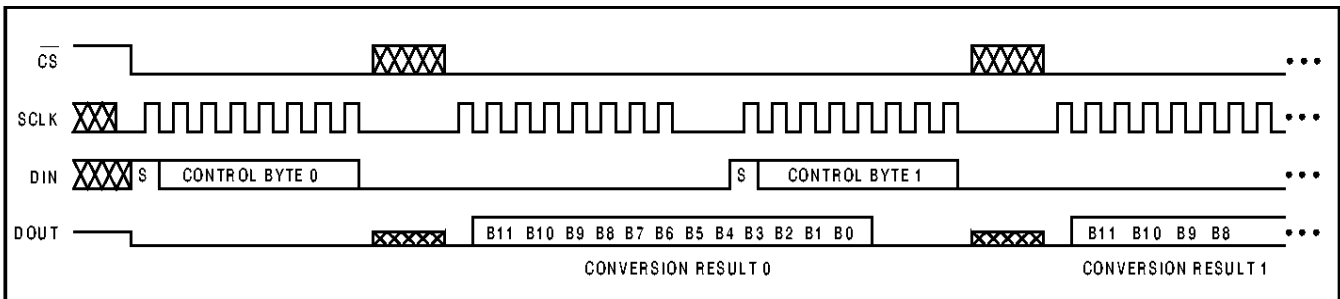 CS
SCLK
DIN S CONTROL BYTE 0 S CONTROL BYTE 1
DOUT B11 B10 B9 B8 B7 B6 B5 B4 B3 B2 B1 B0 B11 B10 B9 B8
CONVERSION RESULT 0 CONVERSION RESULT 1